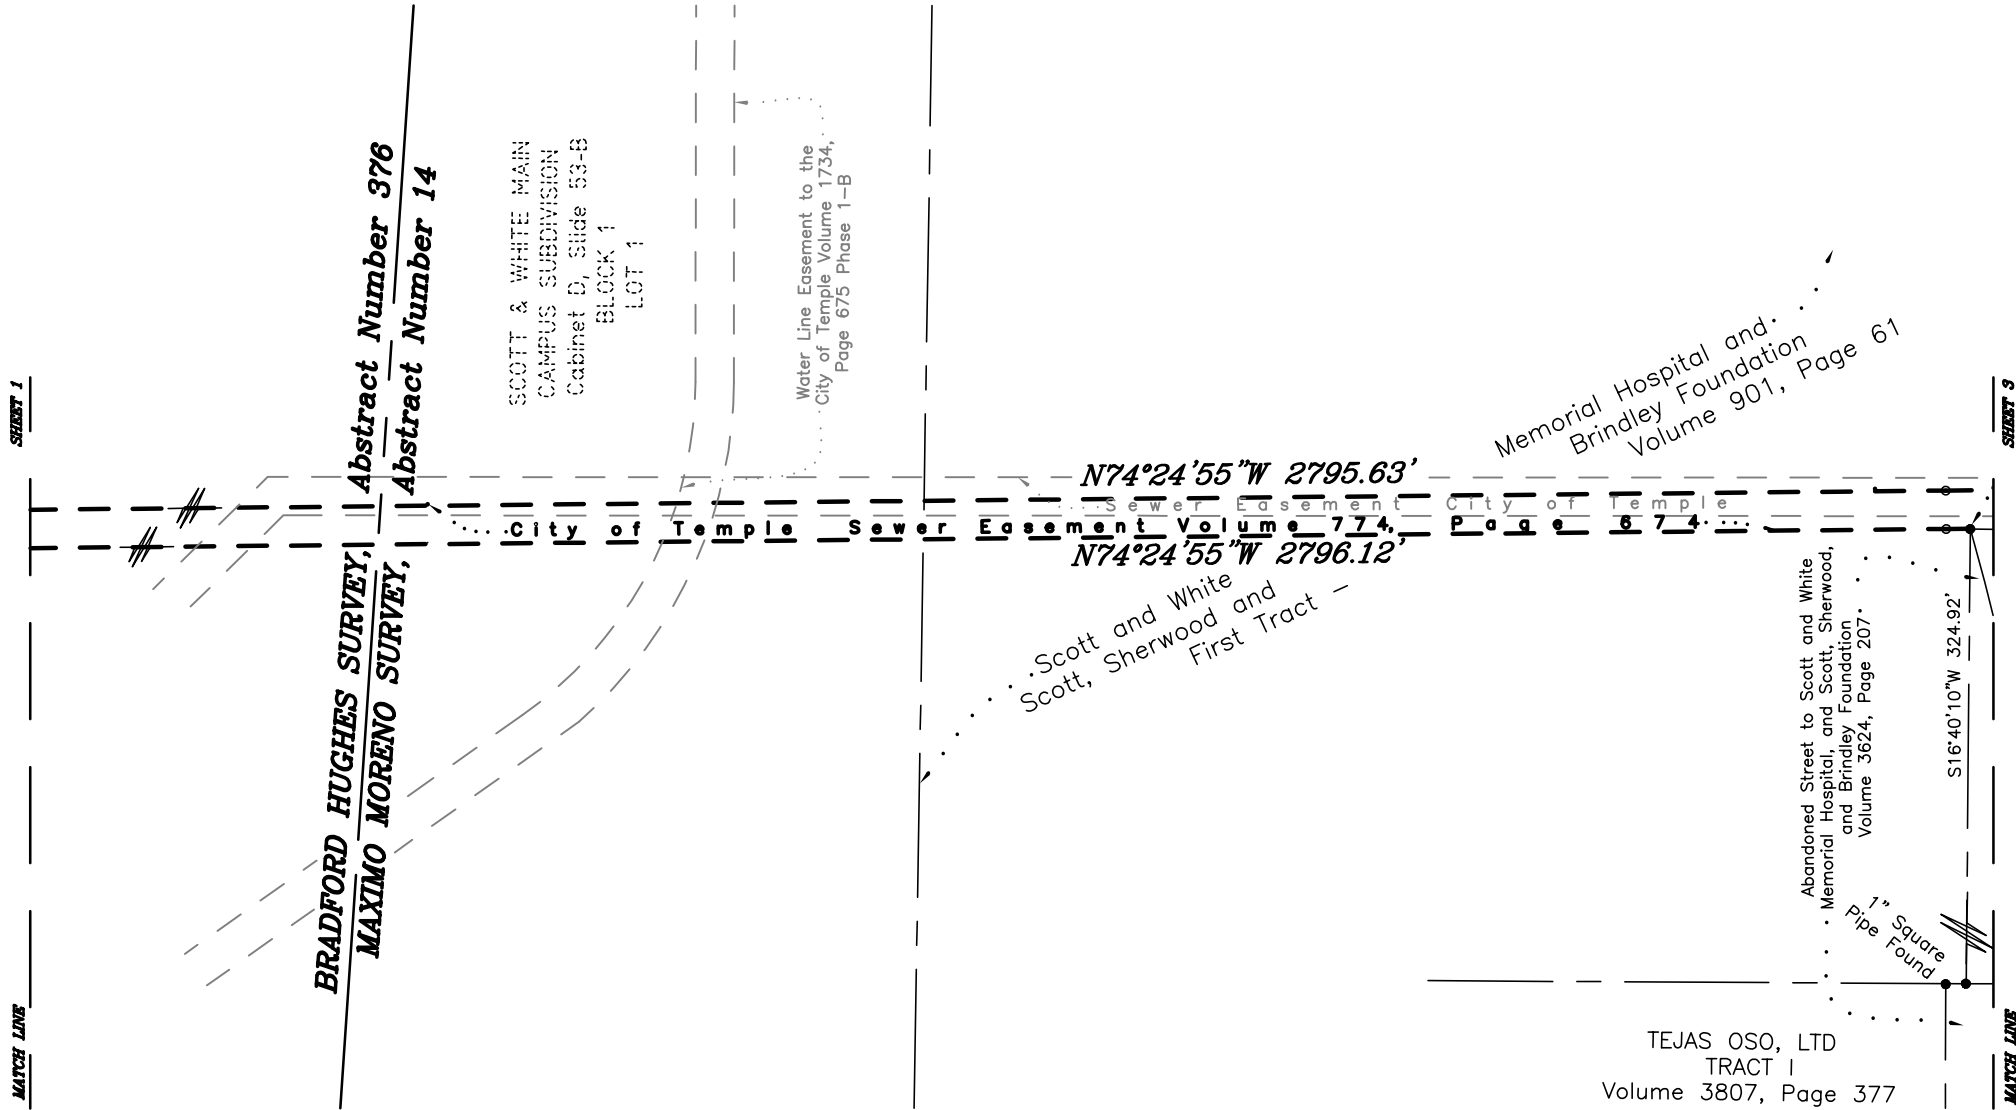 SHEET 1
MATCH LINE
BRADFORD HUGHES SURVEY, Abstract Number 376
MAXIMO MORENO SURVEY, Abstract Number 14
SCOTT & WHITE MAIN
CAMPUS SUBDIVISION
Cabinet D, Slide 53-B
BLOCK 1
LOT 1
Water Line Easement to the
City of Temple Volume 1734,
Page 675 Phase 1-B
N74°24'55"W 2795.63'
Sewer Easement City of Temple
City of Temple Sewer Easement Volume 774, Page 674
N74°24'55"W 2796.12'
Scott and White
Scott, Sherwood and
First Tract -
Memorial Hospital and
Brindley Foundation
Volume 901, Page 61
Abandoned Street to Scott and White
Memorial Hospital, and Scott, Sherwood,
and Brindley Foundation
Volume 3624, Page 207
S16°40'10"W 324.92'
1" Square
Pipe Found
TEJAS OSO, LTD
TRACT I
Volume 3807, Page 377
SHEET 3
MATCH LINE